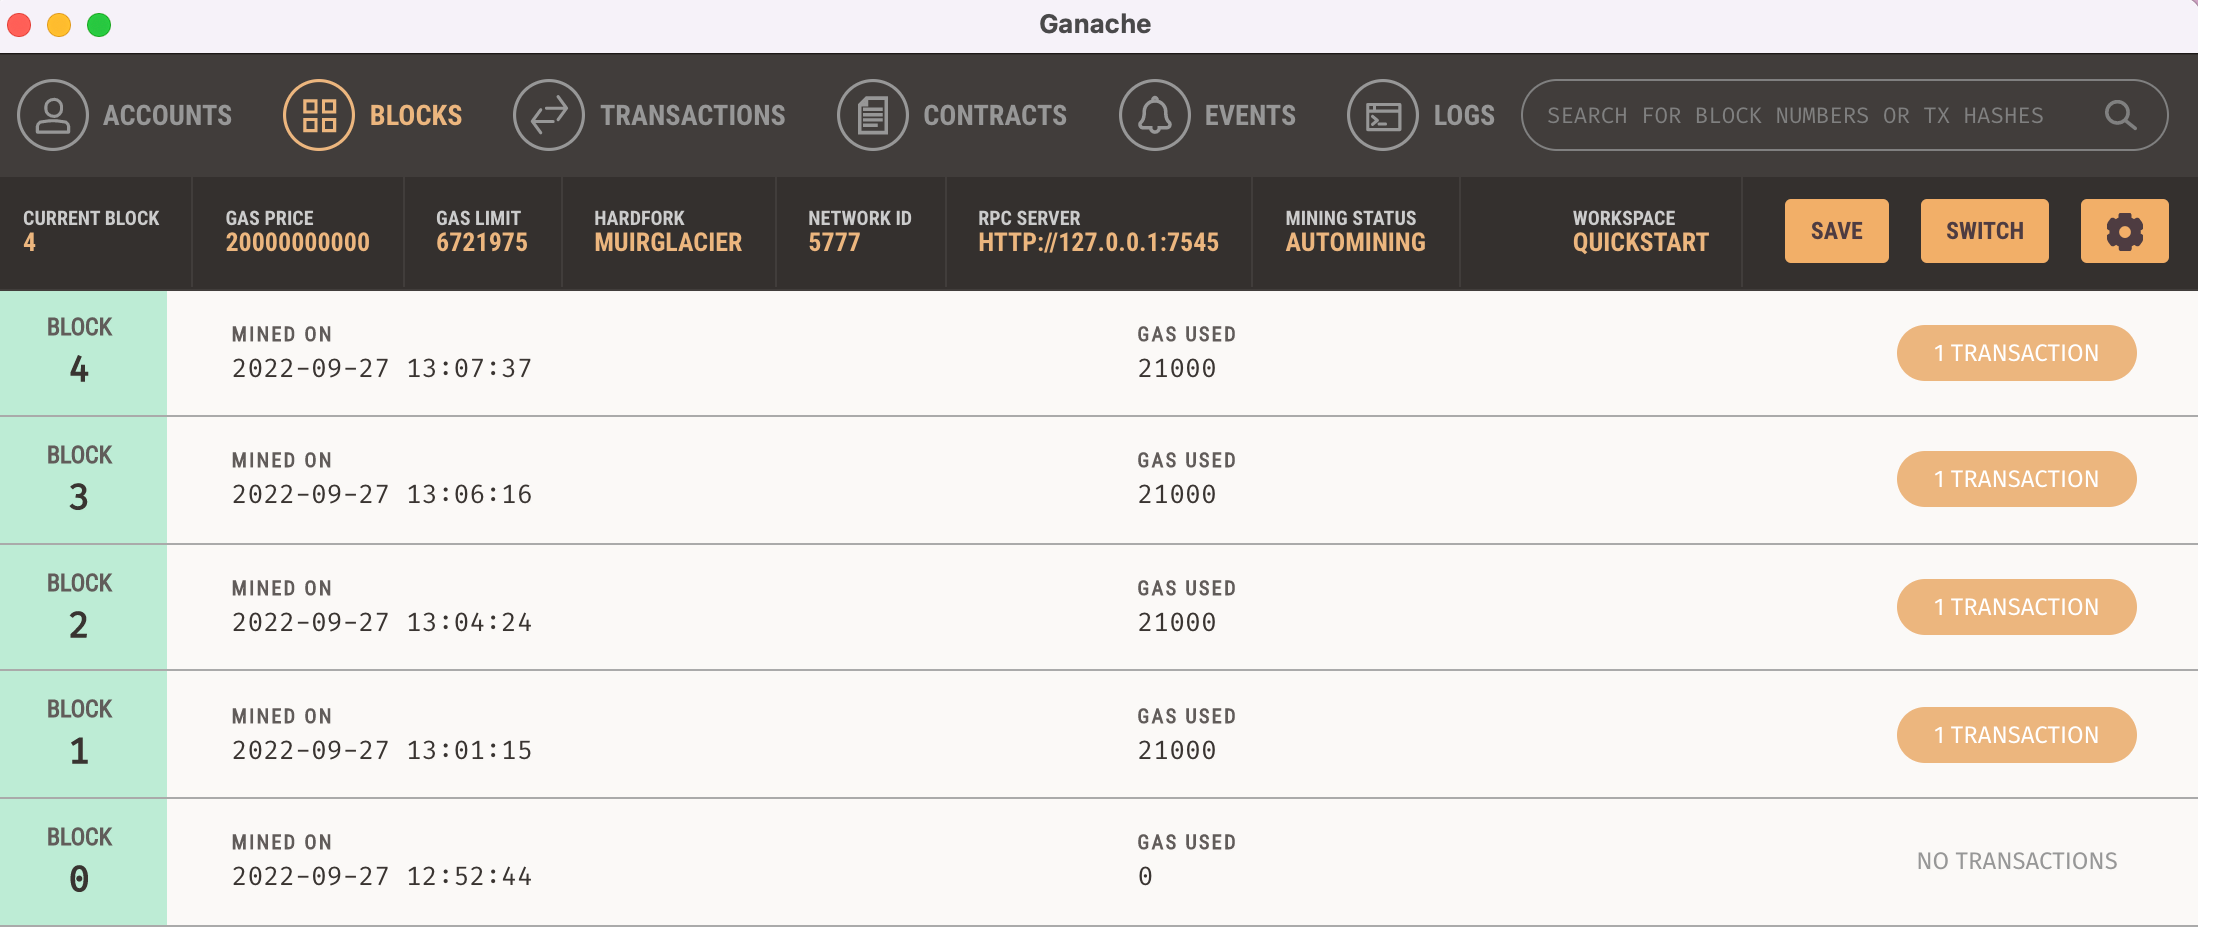 Ganache
ACCOUNTS BLOCKS TRANSACTIONS CONTRACTS EVENTS LOGS SEARCH FOR BLOCK NUMBERS OR TX HASHES
CURRENT BLOCK GAS PRICE GAS LIMIT HARDFORK NETWORK ID RPC SERVER MINING STATUS WORKSPACE
4 20000000000 6721975 MUIRGLACIER 5777 HTTP://127.0.0.1:7545 AUTOMINING QUICKSTART SAVE SWITCH
BLOCK MINED ON GAS USED
4 2022-09-27 13:07:37 21000 1 TRANSACTION
BLOCK MINED ON GAS USED
3 2022-09-27 13:06:16 21000 1 TRANSACTION
BLOCK MINED ON GAS USED
2 2022-09-27 13:04:24 21000 1 TRANSACTION
BLOCK MINED ON GAS USED
1 2022-09-27 13:01:15 21000 1 TRANSACTION
BLOCK MINED ON GAS USED
0 2022-09-27 12:52:44 0 NO TRANSACTIONS